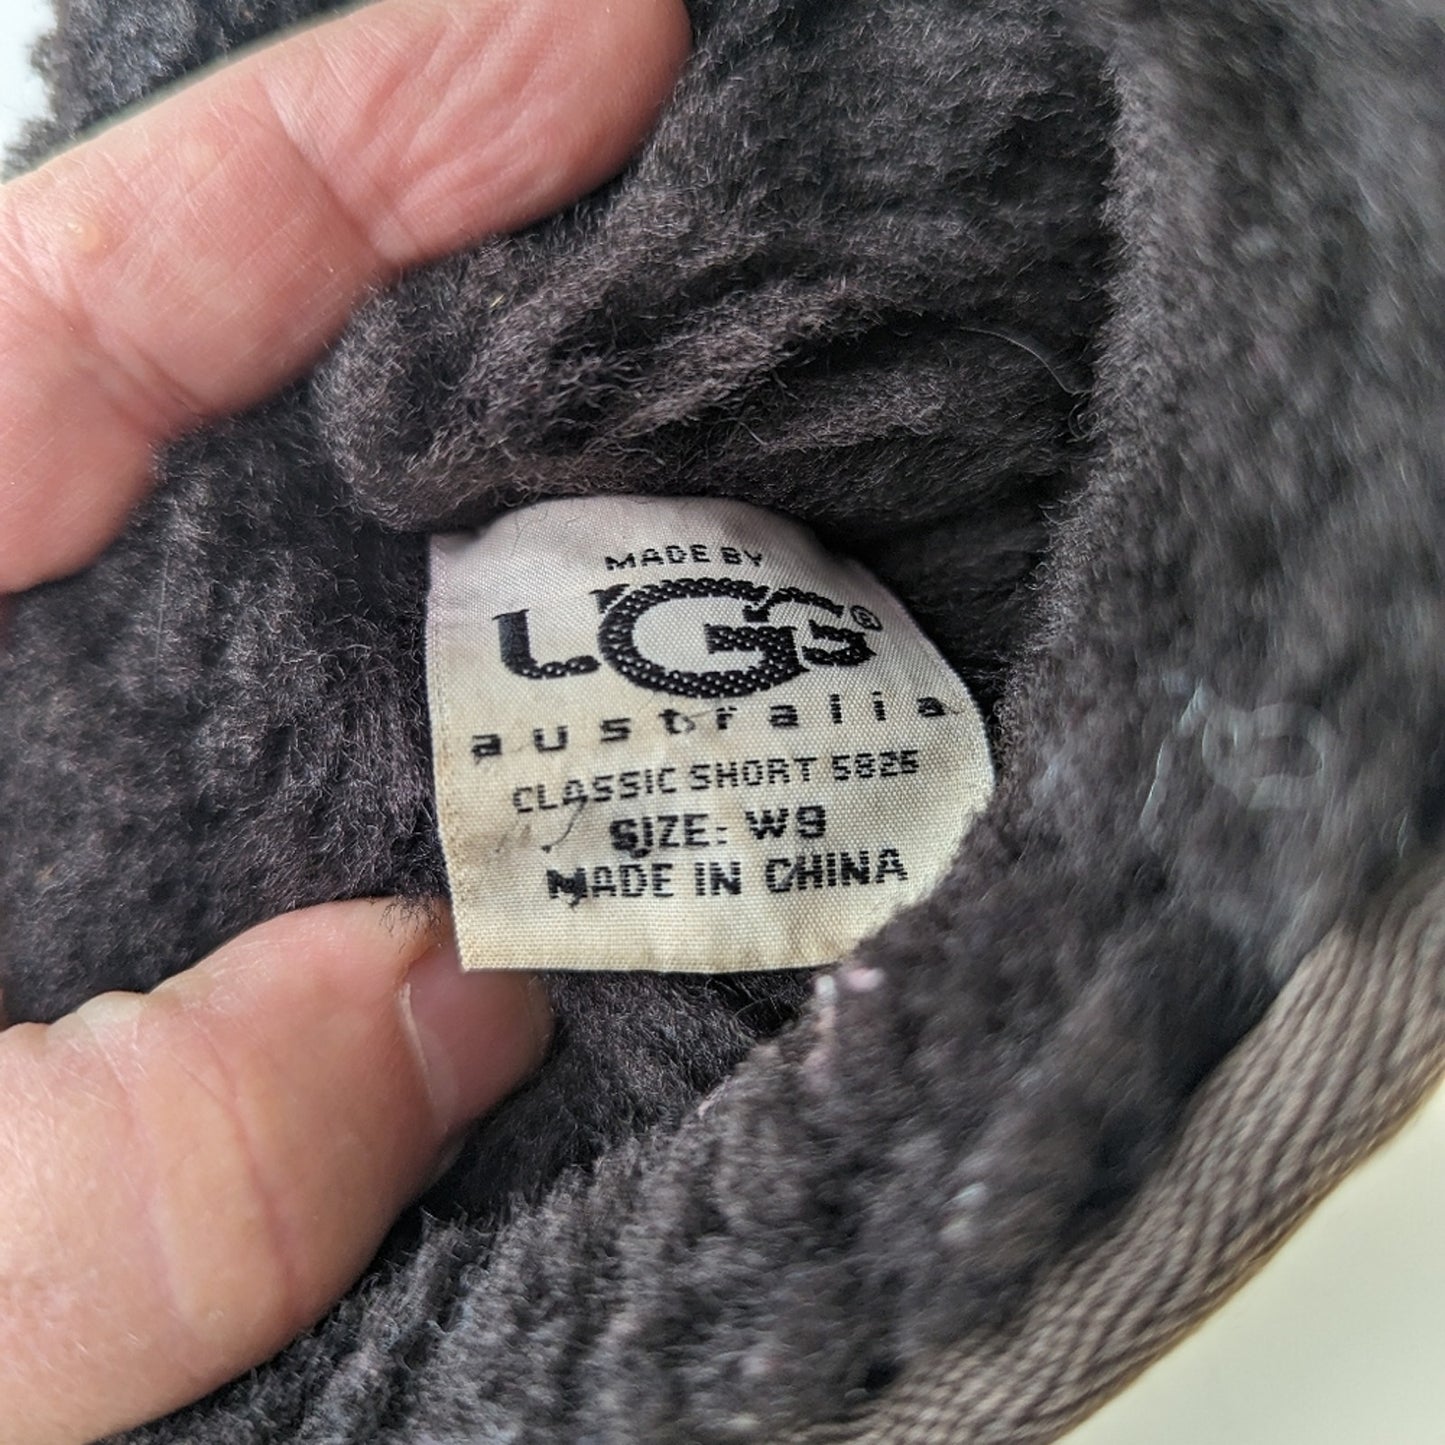 MADE BY
UGG®
australia
CLASSIC SHORT 5825
SIZE: W9
MADE IN CHINA